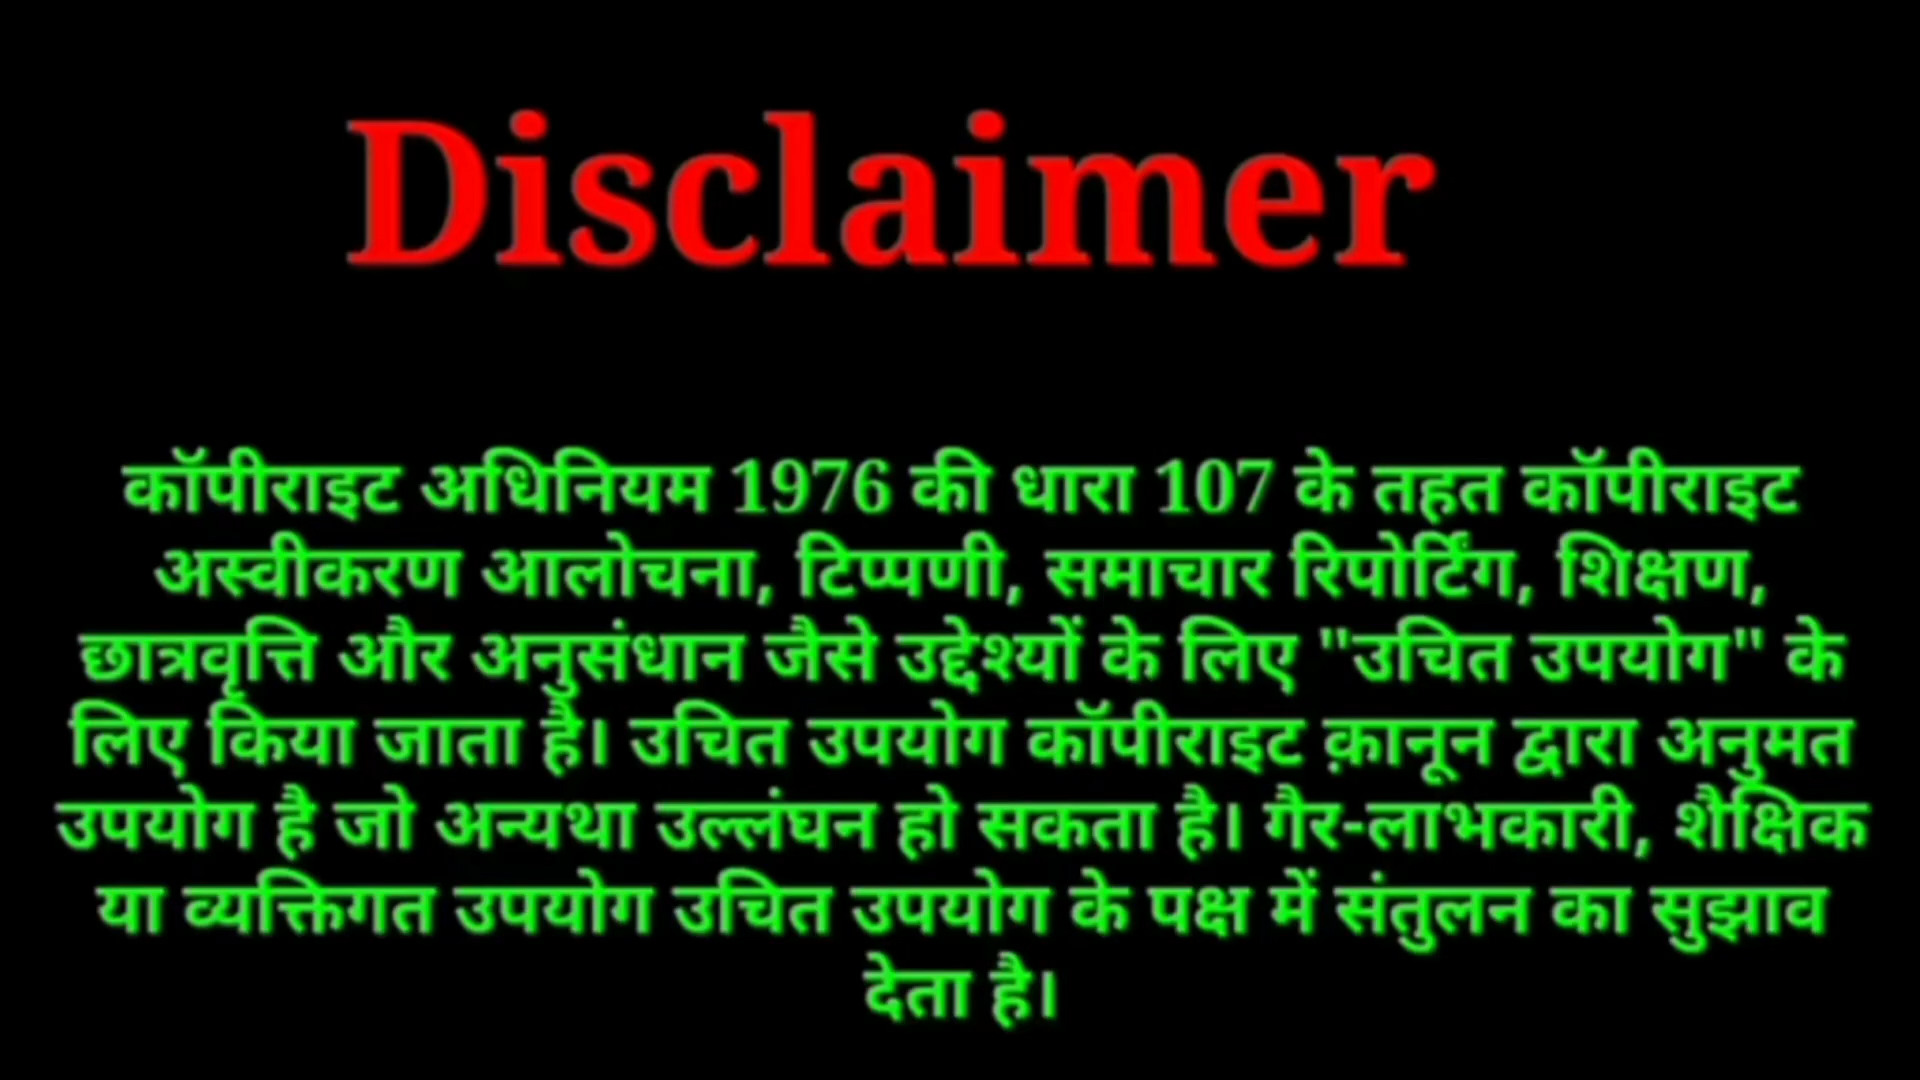 Disclaimer
कॉपीराइट अधिनियम 1976 की धारा 107 के तहत कॉपीराइट
अस्वीकरण आलोचना, टिप्पणी, समाचार रिपोर्टिंग, शिक्षण,
छात्रवृत्ति और अनुसंधान जैसे उद्देश्यों के लिए "उचित उपयोग" के
लिए किया जाता है। उचित उपयोग कॉपीराइट क़ानून द्वारा अनुमत
उपयोग है जो अन्यथा उल्लंघन हो सकता है। गैर-लाभकारी, शैक्षिक
या व्यक्तिगत उपयोग उचित उपयोग के पक्ष में संतुलन का सुझाव
देता है।